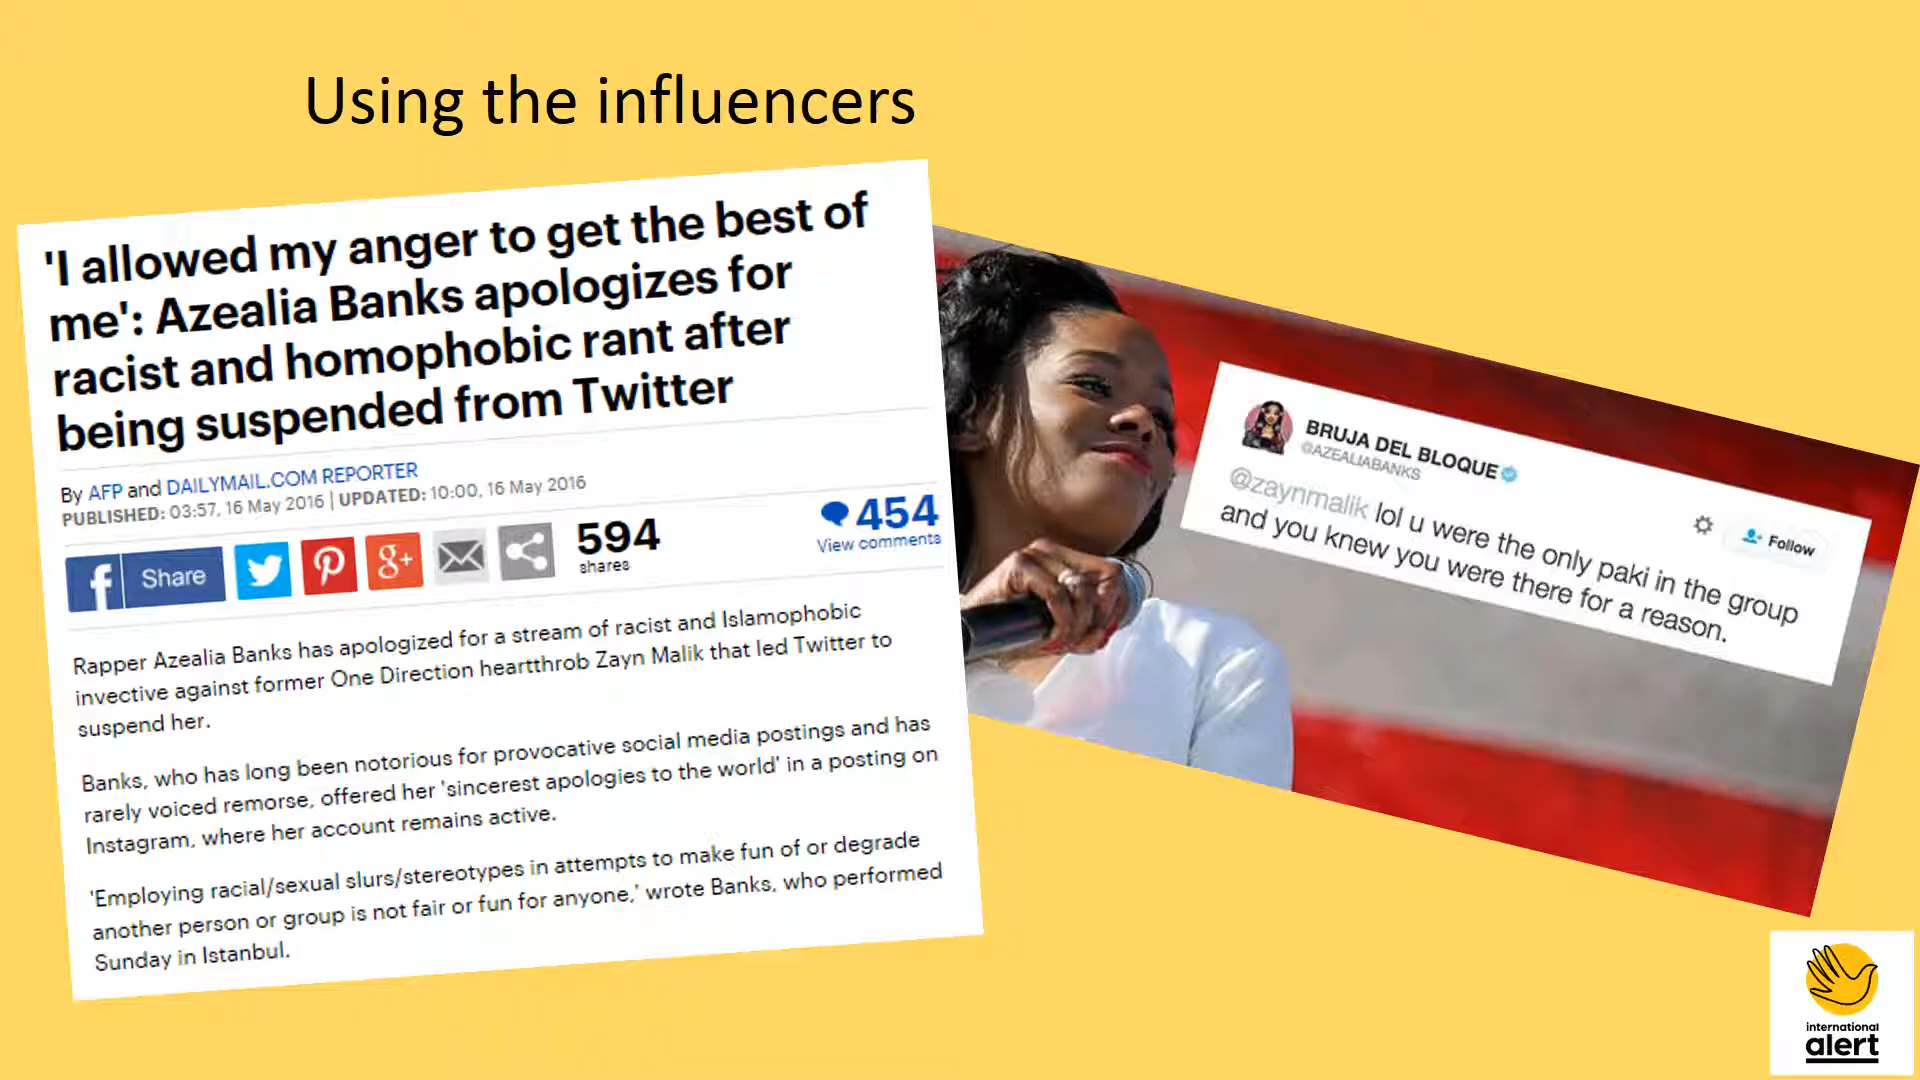 Using the influencers
'I allowed my anger to get the best of
me': Azealia Banks apologizes for
racist and homophobic rant after
being suspended from Twitter
By AFP and DAILYMAIL.COM REPORTER
PUBLISHED: 03:57, 16 May 2016 | UPDATED: 10:00, 16 May 2016
f Share
g+
594
shares
454
View comments
Rapper Azealia Banks has apologized for a stream of racist and Islamophobic
invective against former One Direction heartthrob Zayn Malik that led Twitter to
suspend her.
Banks, who has long been notorious for provocative social media postings and has
rarely voiced remorse, offered her 'sincerest apologies to the world' in a posting on
Instagram, where her account remains active.
'Employing racial/sexual slurs/stereotypes in attempts to make fun of or degrade
another person or group is not fair or fun for anyone,' wrote Banks, who performed
Sunday in Istanbul.
BRUJA DEL BLOQUE
@AZEALIABANKS
Follow
@zaynmalik lol u were the only paki in the group
and you knew you were there for a reason.
international
alert